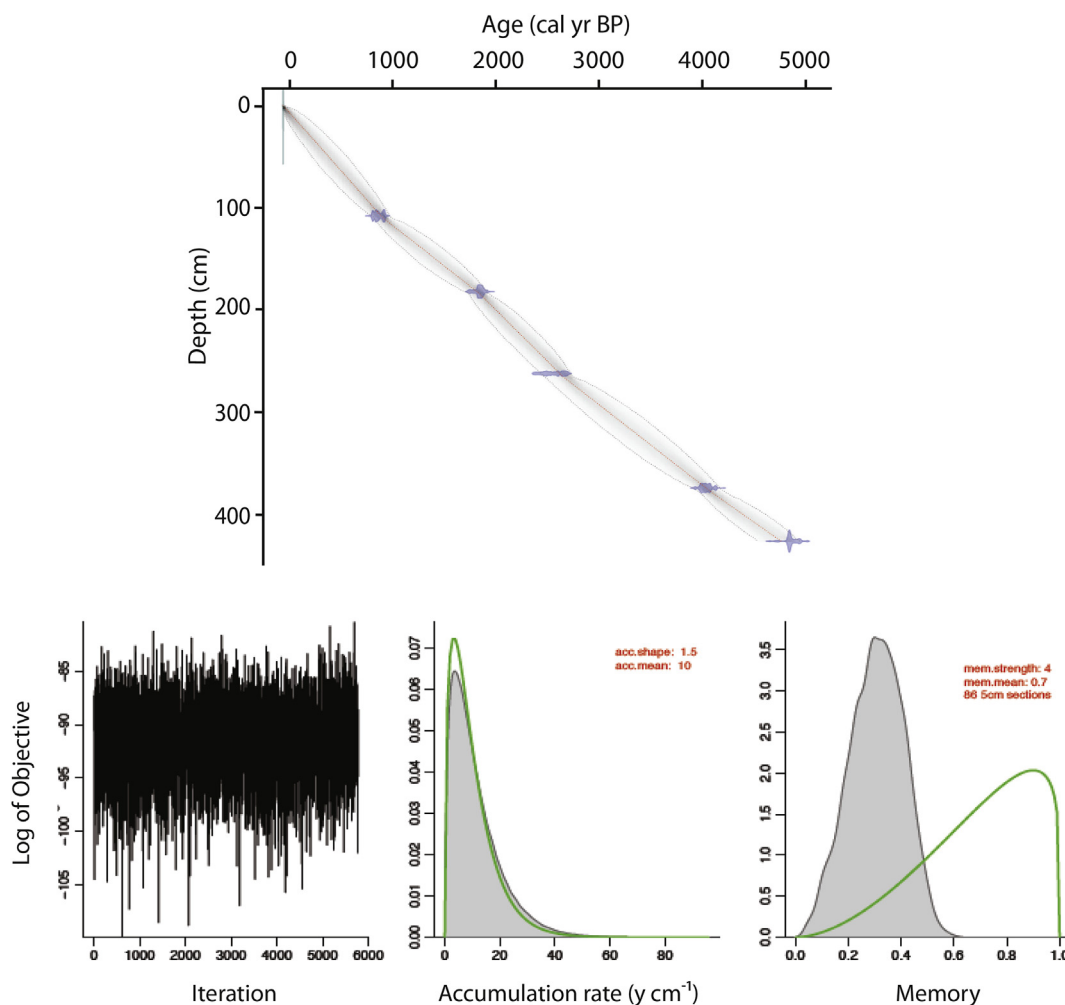 Age (cal yr BP)
0 1000 2000 3000 4000 5000
Depth (cm)
0
100
200
300
400
Log of Objective
-85
-90
-95
-100
-105
0 1000 2000 3000 4000 5000 6000
Iteration
acc.shape: 1.5
acc.mean: 10
0.07
0.06
0.05
0.04
0.03
0.02
0.01
0.00
0 20 40 60 80
Accumulation rate (y cm⁻¹)
mem.strength: 4
mem.mean: 0.7
86 5cm sections
3.5
3.0
2.5
2.0
1.5
1.0
0.5
0.0
0.0 0.2 0.4 0.6 0.8 1.0
Memory